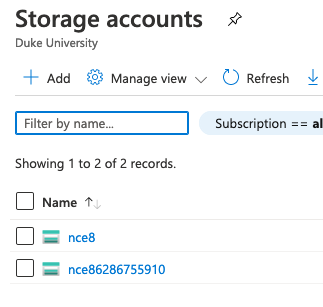 Storage accounts
Duke University
Add Manage view Refresh
Filter by name...
Subscription == al
Showing 1 to 2 of 2 records.
Name ↑↓
nce8
nce86286755910